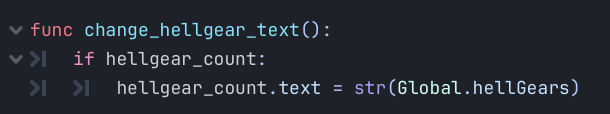 func change_hellgear_text():
if hellgear_count:
hellgear_count.text = str(Global.hellGears)